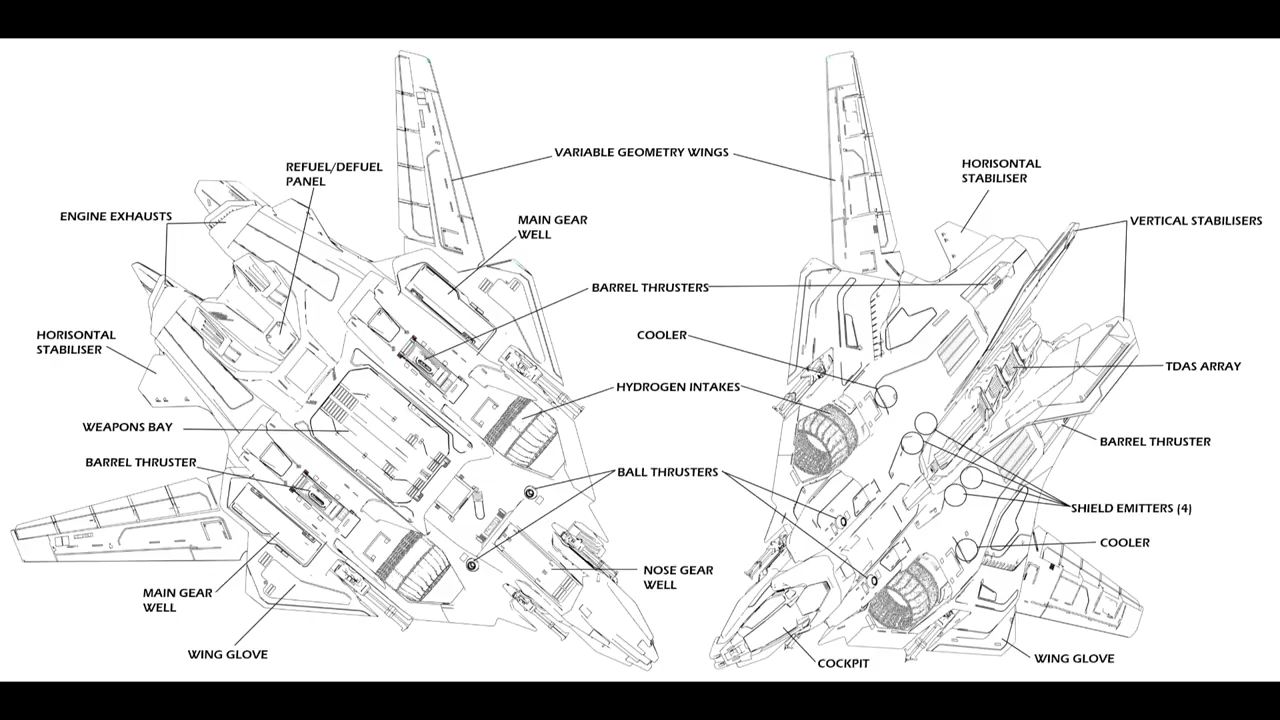 VARIABLE GEOMETRY WINGS
REFUEL/DEFUEL
PANEL
HORISONTAL
STABILISER
ENGINE EXHAUSTS
MAIN GEAR
WELL
VERTICAL STABILISERS
BARREL THRUSTERS
HORISONTAL
STABILISER
COOLER
TDAS ARRAY
HYDROGEN INTAKES
WEAPONS BAY
BARREL THRUSTER
BARREL THRUSTER
BALL THRUSTERS
SHIELD EMITTERS (4)
COOLER
NOSE GEAR
WELL
MAIN GEAR
WELL
WING GLOVE
COCKPIT
WING GLOVE